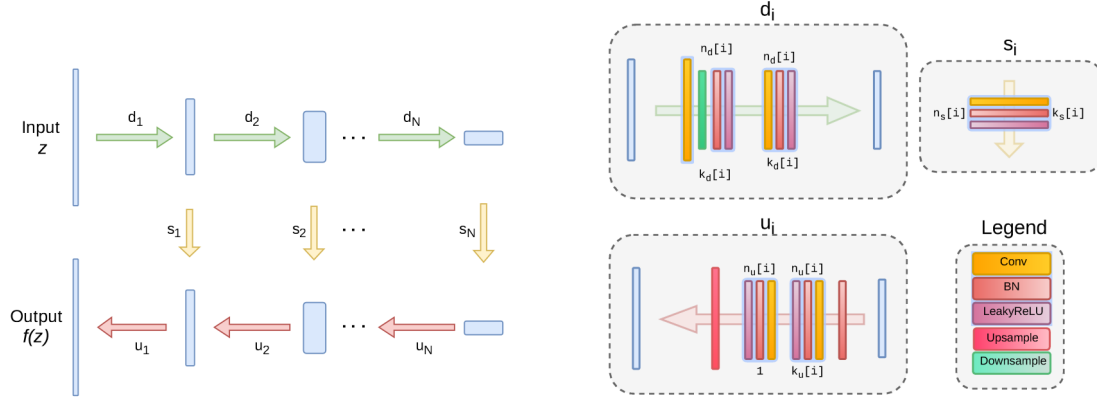 Input
z
d1
d2
...
dN
s1
s2
...
sN
Output
f(z)
u1
u2
...
uN
di
nd[i]
nd[i]
kd[i]
kd[i]
si
ns[i]
ks[i]
ui
nu[i]
nu[i]
1
ku[i]
Legend
Conv
BN
LeakyReLU
Upsample
Downsample